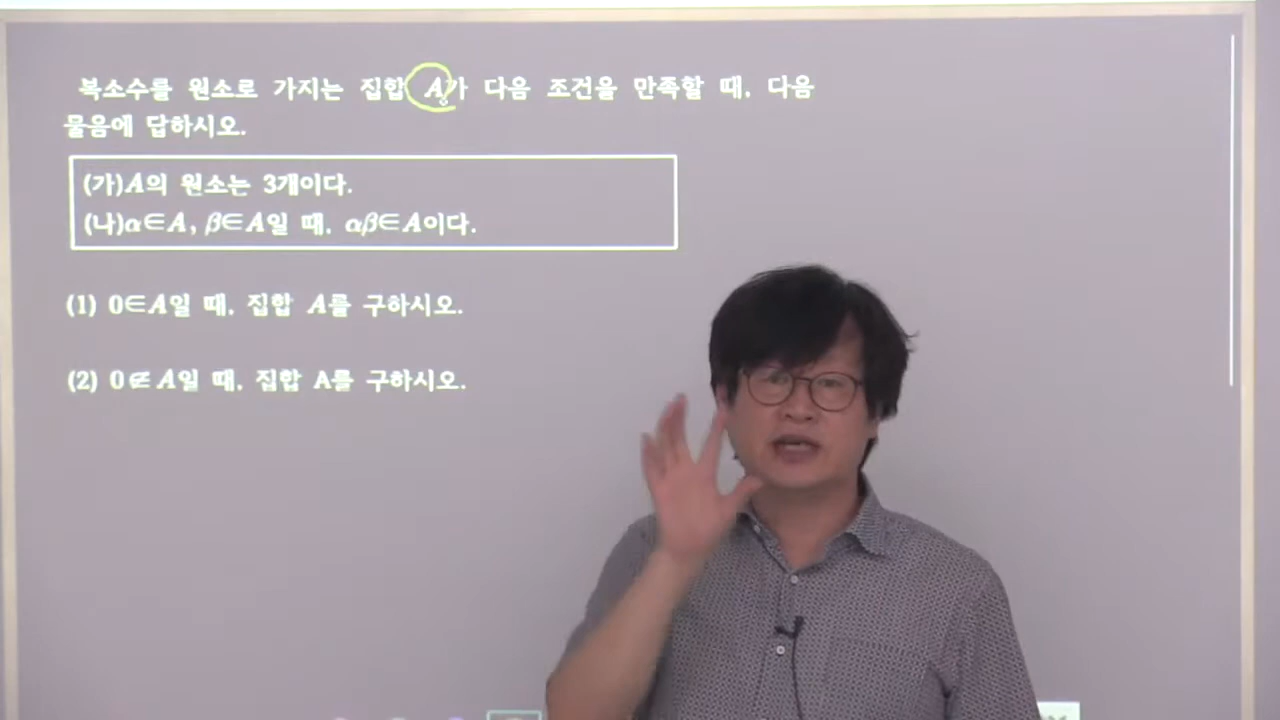 복소수를 원소로 가지는 집합 A가 다음 조건을 만족할 때, 다음
물음에 답하시오.
(가)A의 원소는 3개이다.
(나)α∈A, β∈A일 때, αβ∈A이다.
(1) 0∈A일 때, 집합 A를 구하시오.
(2) 0∉A일 때, 집합 A를 구하시오.